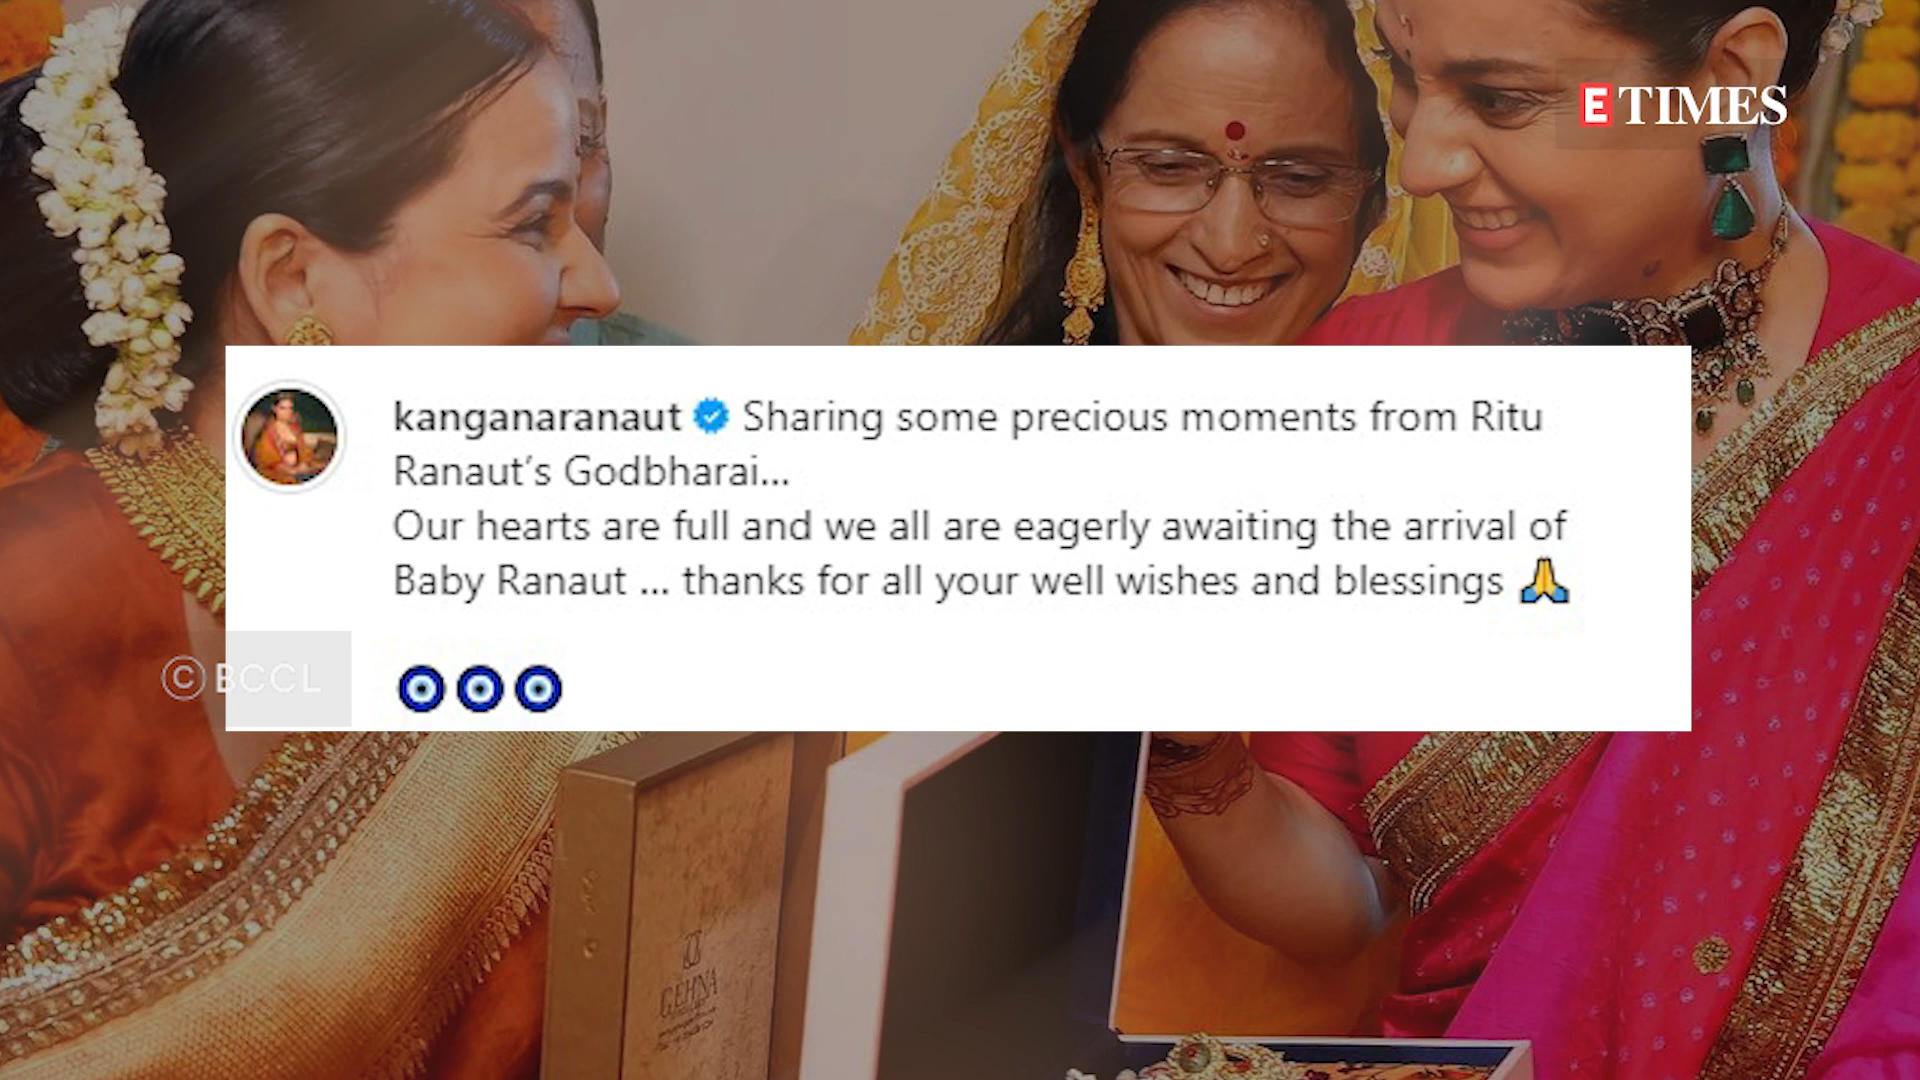 ETIMES
kanganaranaut Sharing some precious moments from Ritu
Ranaut’s Godbharai...
Our hearts are full and we all are eagerly awaiting the arrival of
Baby Ranaut ... thanks for all your well wishes and blessings 🙏
🧿🧿🧿
© BCCL
GEHNA